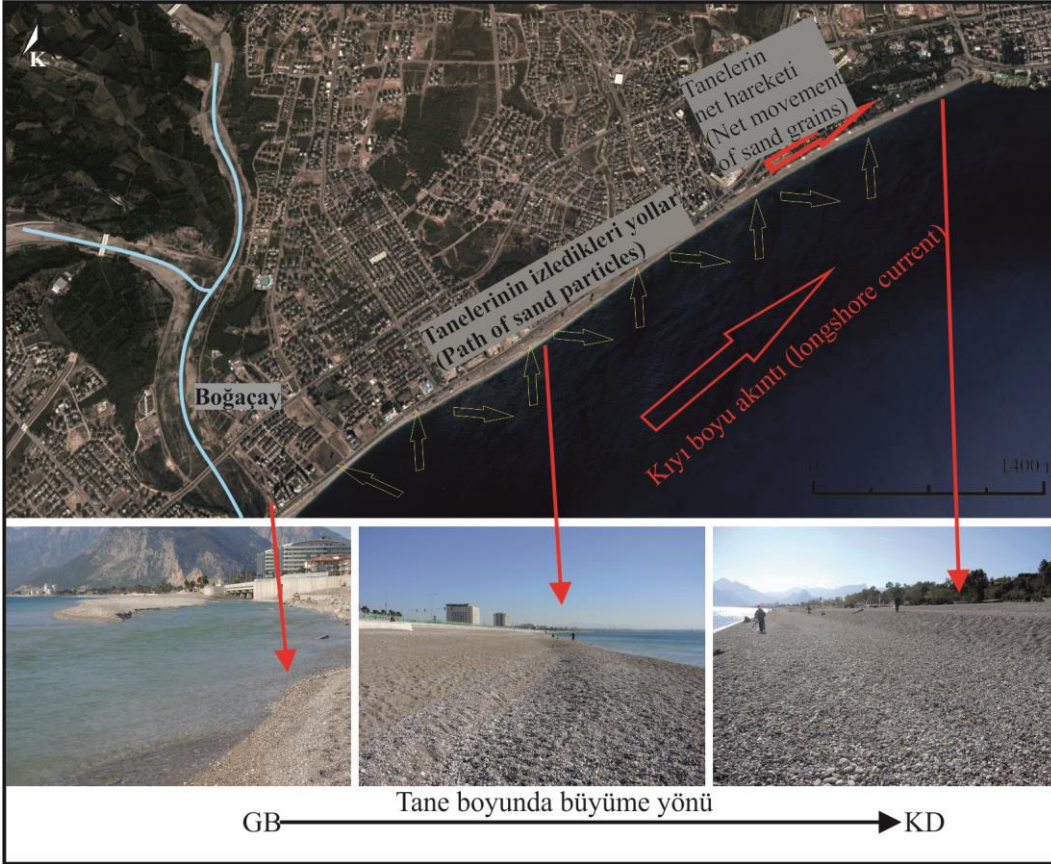 K
Tanelerin
net hareketi
(Net movement
of sand grains)
Tanelerinin izledikleri yollar
(Path of sand particles)
Boğaçay
Kıyı boyu akıntı (longshore current)
0
1400 m
Tane boyunda büyüme yönü
GB
KD